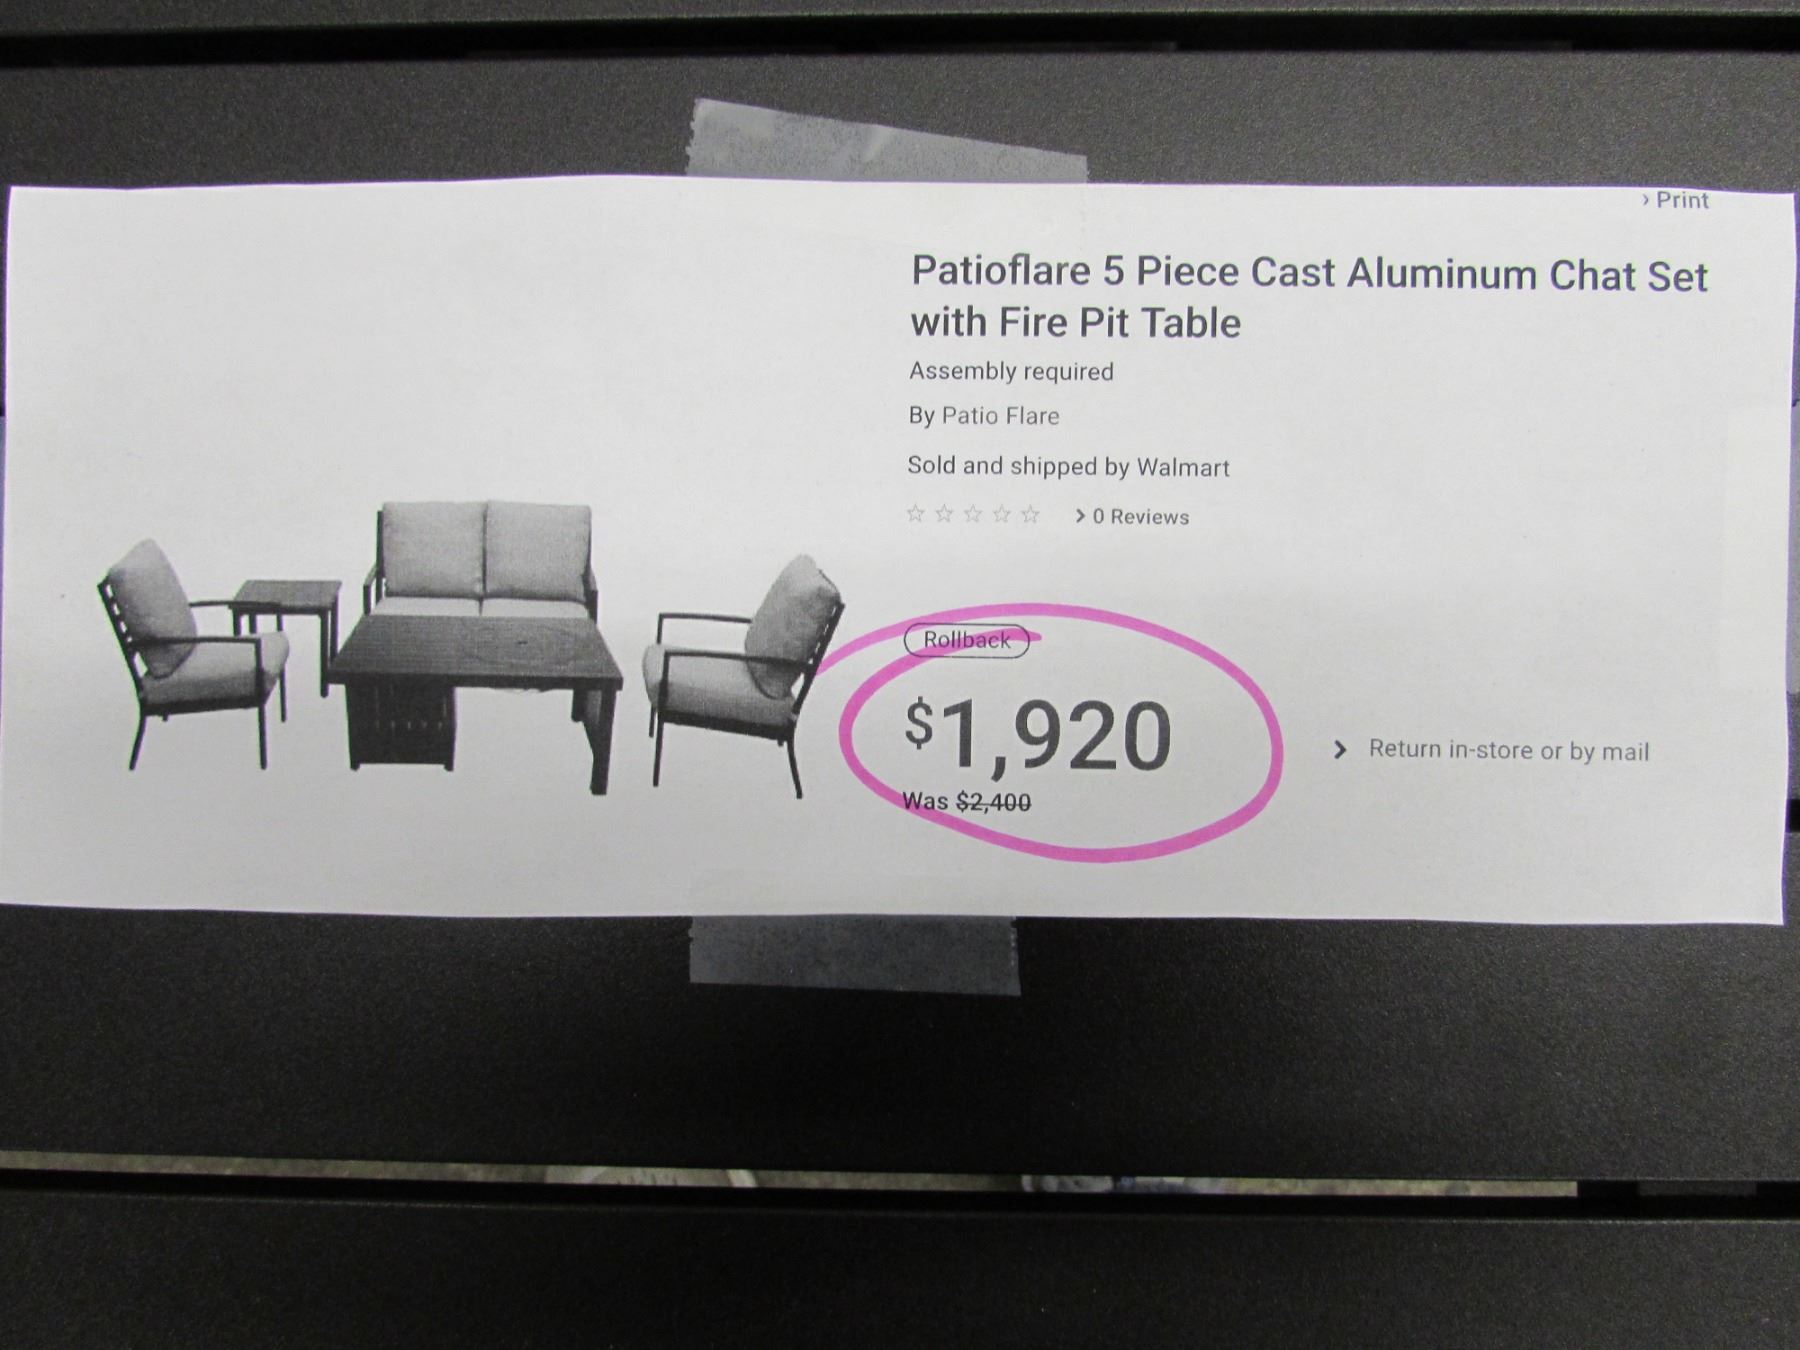 › Print
Patioflare 5 Piece Cast Aluminum Chat Set
with Fire Pit Table
Assembly required
By Patio Flare
Sold and shipped by Walmart
> 0 Reviews
Rollback
$1,920
Was $2,400
> Return in-store or by mail